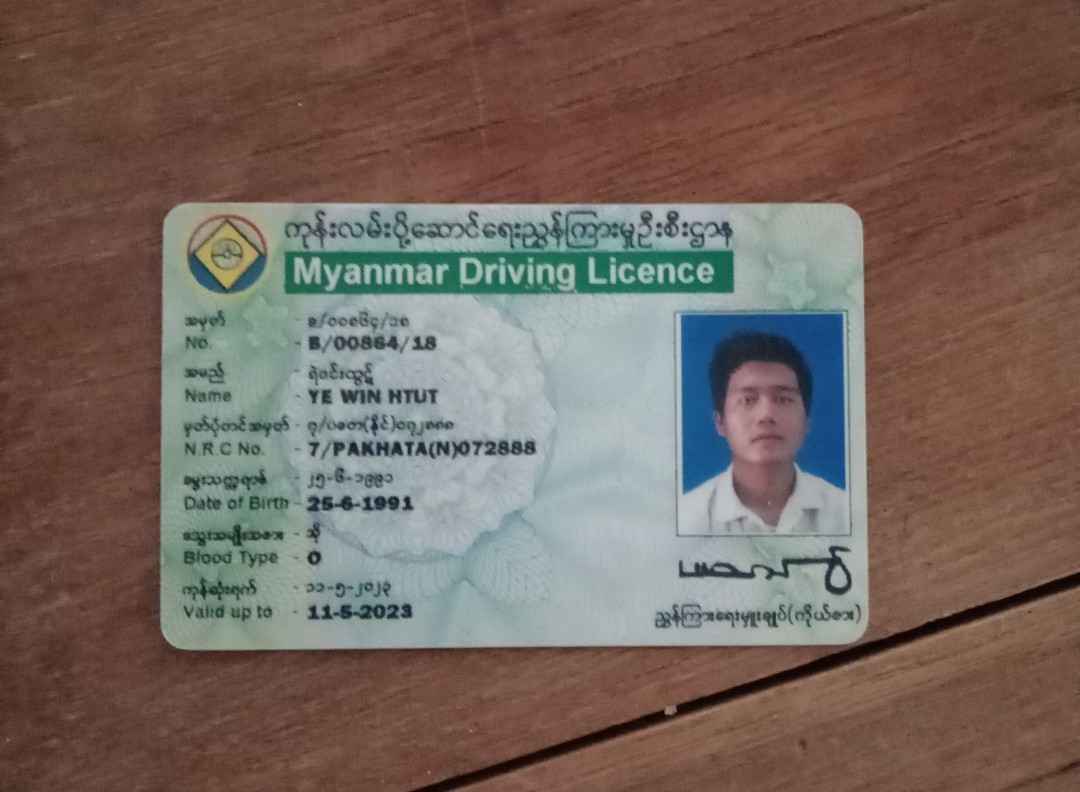 ကုန်းလမ်းပို့ဆောင်ရေးညွှန်ကြားမှုဦးစီးဌာန
Myanmar Driving Licence
အမှတ် - ခ/၀၀၈၆၄/၁၈
No. - B/00864/18
အမည် - ရဲဝင်းထွဋ်
Name - YE WIN HTUT
မှတ်ပုံတင်အမှတ် - ၇/ပခတ(နိုင်)၀၇၂၈၈၈
N.R.C No. - 7/PAKHATA(N)072888
မွေးသက္ကရာဇ် - ၂၅-၆-၁၉၉၁
Date of Birth - 25-6-1991
သွေးအမျိုးအစား - အို
Blood Type - O
ကုန်ဆုံးရက် - ၁၁-၅-၂၀၂၃
Valid up to - 11-5-2023
ညွှန်ကြားရေးမှူးချုပ်(ကိုယ်စား)